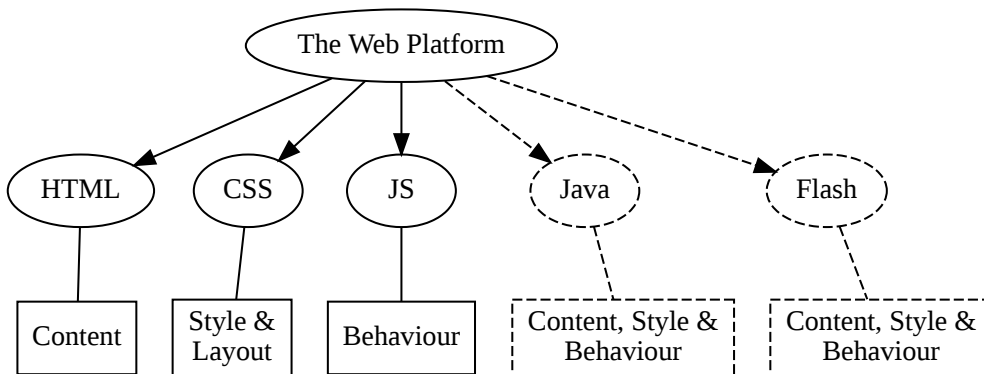 The Web Platform
HTML
CSS
JS
Java
Flash
Content
Style &
Layout
Behaviour
Content, Style &
Behaviour
Content, Style &
Behaviour